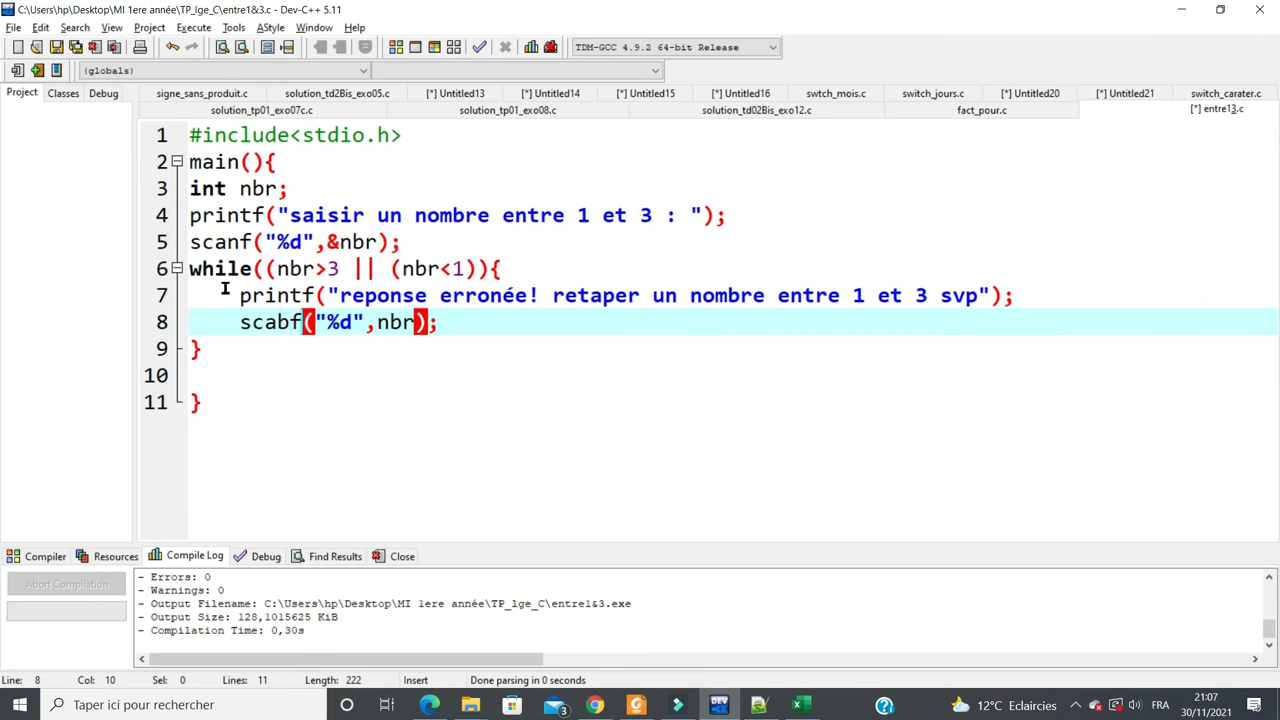 C:\Users\hp\Desktop\MI 1ere année\TP_lge_C\entre1&3.c - Dev-C++ 5.11
File Edit Search View Project Execute Tools AStyle Window Help
TDM-GCC 4.9.2 64-bit Release
(globals)
Project Classes Debug
signe_sans_produit.c solution_td2Bis_exo05.c [*] Untitled13 [*] Untitled14 [*] Untitled15 [*] Untitled16 swtch_mois.c switch_jours.c [*] Untitled20 [*] Untitled21 switch_carater.c
solution_tp01_exo07c.c solution_tp01_exo08.c solution_td02Bis_exo12.c fact_pour.c [*] entre13.c
1 #include<stdio.h>
2 main(){
3 int nbr;
4 printf("saisir un nombre entre 1 et 3 : ");
5 scanf("%d",&nbr);
6 while((nbr>3 || (nbr<1)){
7 printf("reponse erronée! retaper un nombre entre 1 et 3 svp");
8 scabf("%d",nbr);
9 }
10
11 }
Compiler Resources Compile Log Debug Find Results Close
Abort Compilation
- Errors: 0
- Warnings: 0
- Output Filename: C:\Users\hp\Desktop\MI 1ere année\TP_lge_C\entre1&3.exe
- Output Size: 128,1015625 KiB
- Compilation Time: 0,30s
Line: 8 Col: 10 Sel: 0 Lines: 11 Length: 222 Insert Done parsing in 0 seconds
Taper ici pour rechercher
3
DEV
12°C Eclaircies
FRA
21:07
30/11/2021